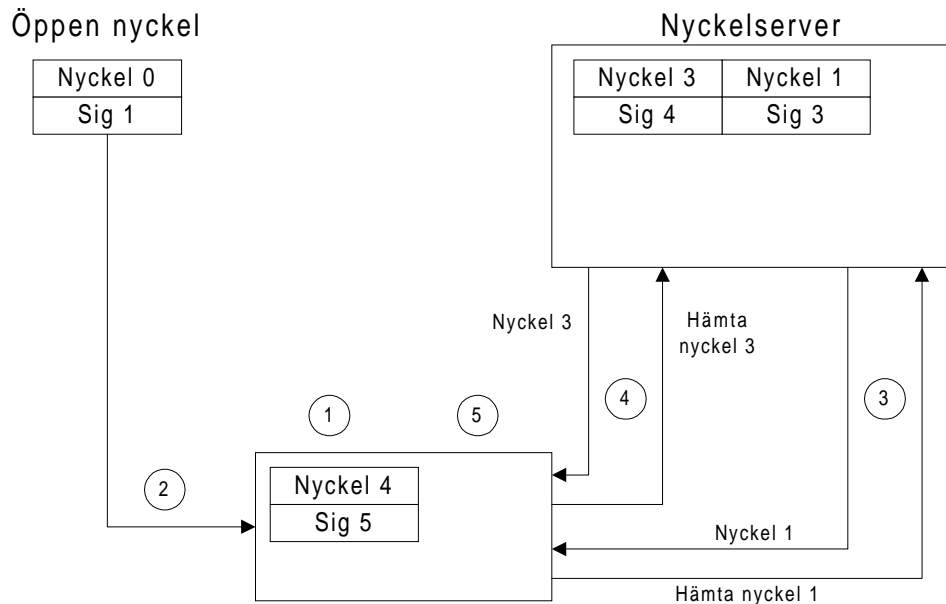 Öppen nyckel
Nyckel 0
Sig 1
Nyckelserver
Nyckel 3
Nyckel 1
Sig 4
Sig 3
Nyckel 3
Hämta
nyckel 3
1
5
4
3
2
Nyckel 4
Sig 5
Nyckel 1
Hämta nyckel 1